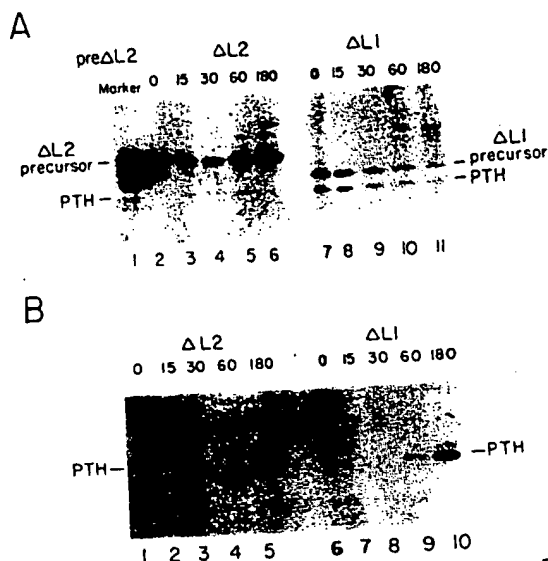 A
preΔL2
ΔL2
ΔL1
Marker 0 15 30 60 180
0 15 30 60 180
ΔL2
precursor
PTH
ΔL1
precursor
PTH
1 2 3 4 5 6
7 8 9 10 11
B
ΔL2
ΔL1
0 15 30 60 180
0 15 30 60 180
PTH
PTH
1 2 3 4 5
6 7 8 9 10